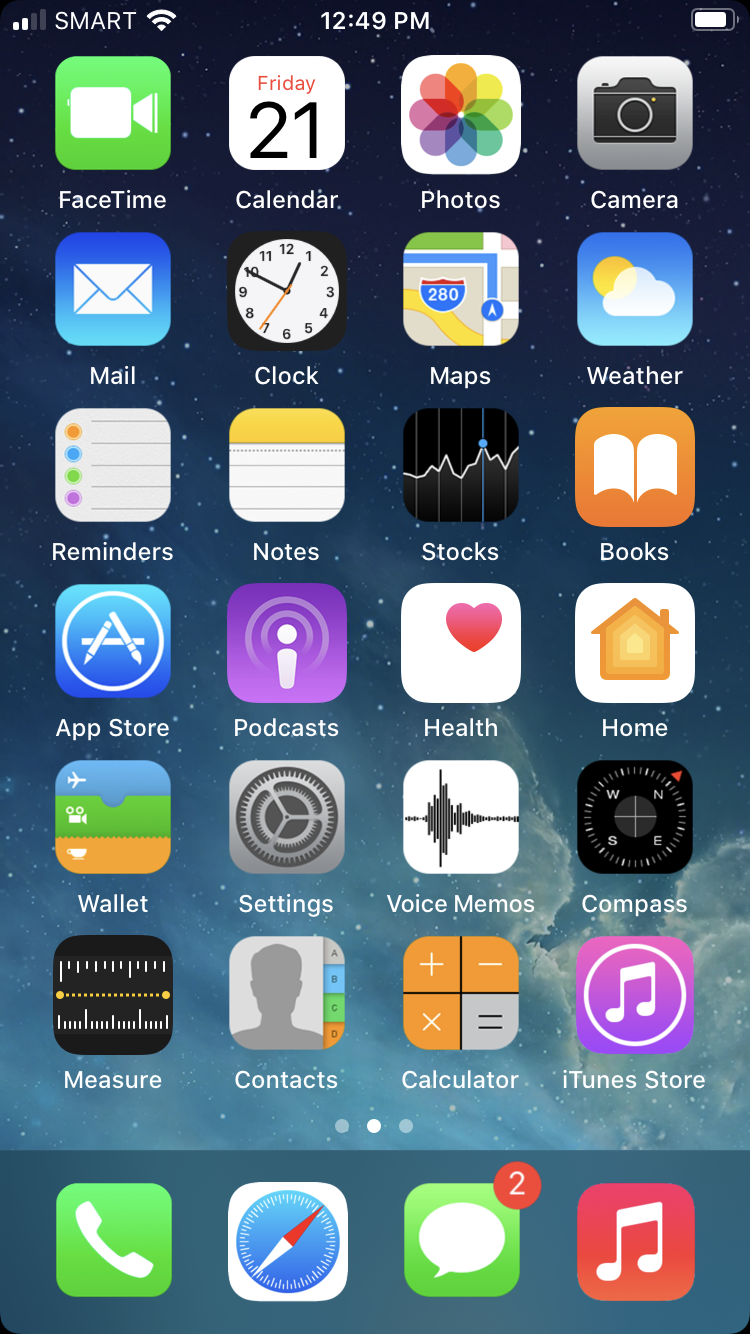 SMART 12:49 PM
Friday
21
FaceTime Calendar Photos Camera
12
11 1
10 2
9 3
8 4
7 5
6
280
Mail Clock Maps Weather
Reminders Notes Stocks Books
App Store Podcasts Health Home
W N
S E
Wallet Settings Voice Memos Compass
A
B
C
D
+ −
× =
Measure Contacts Calculator iTunes Store
2